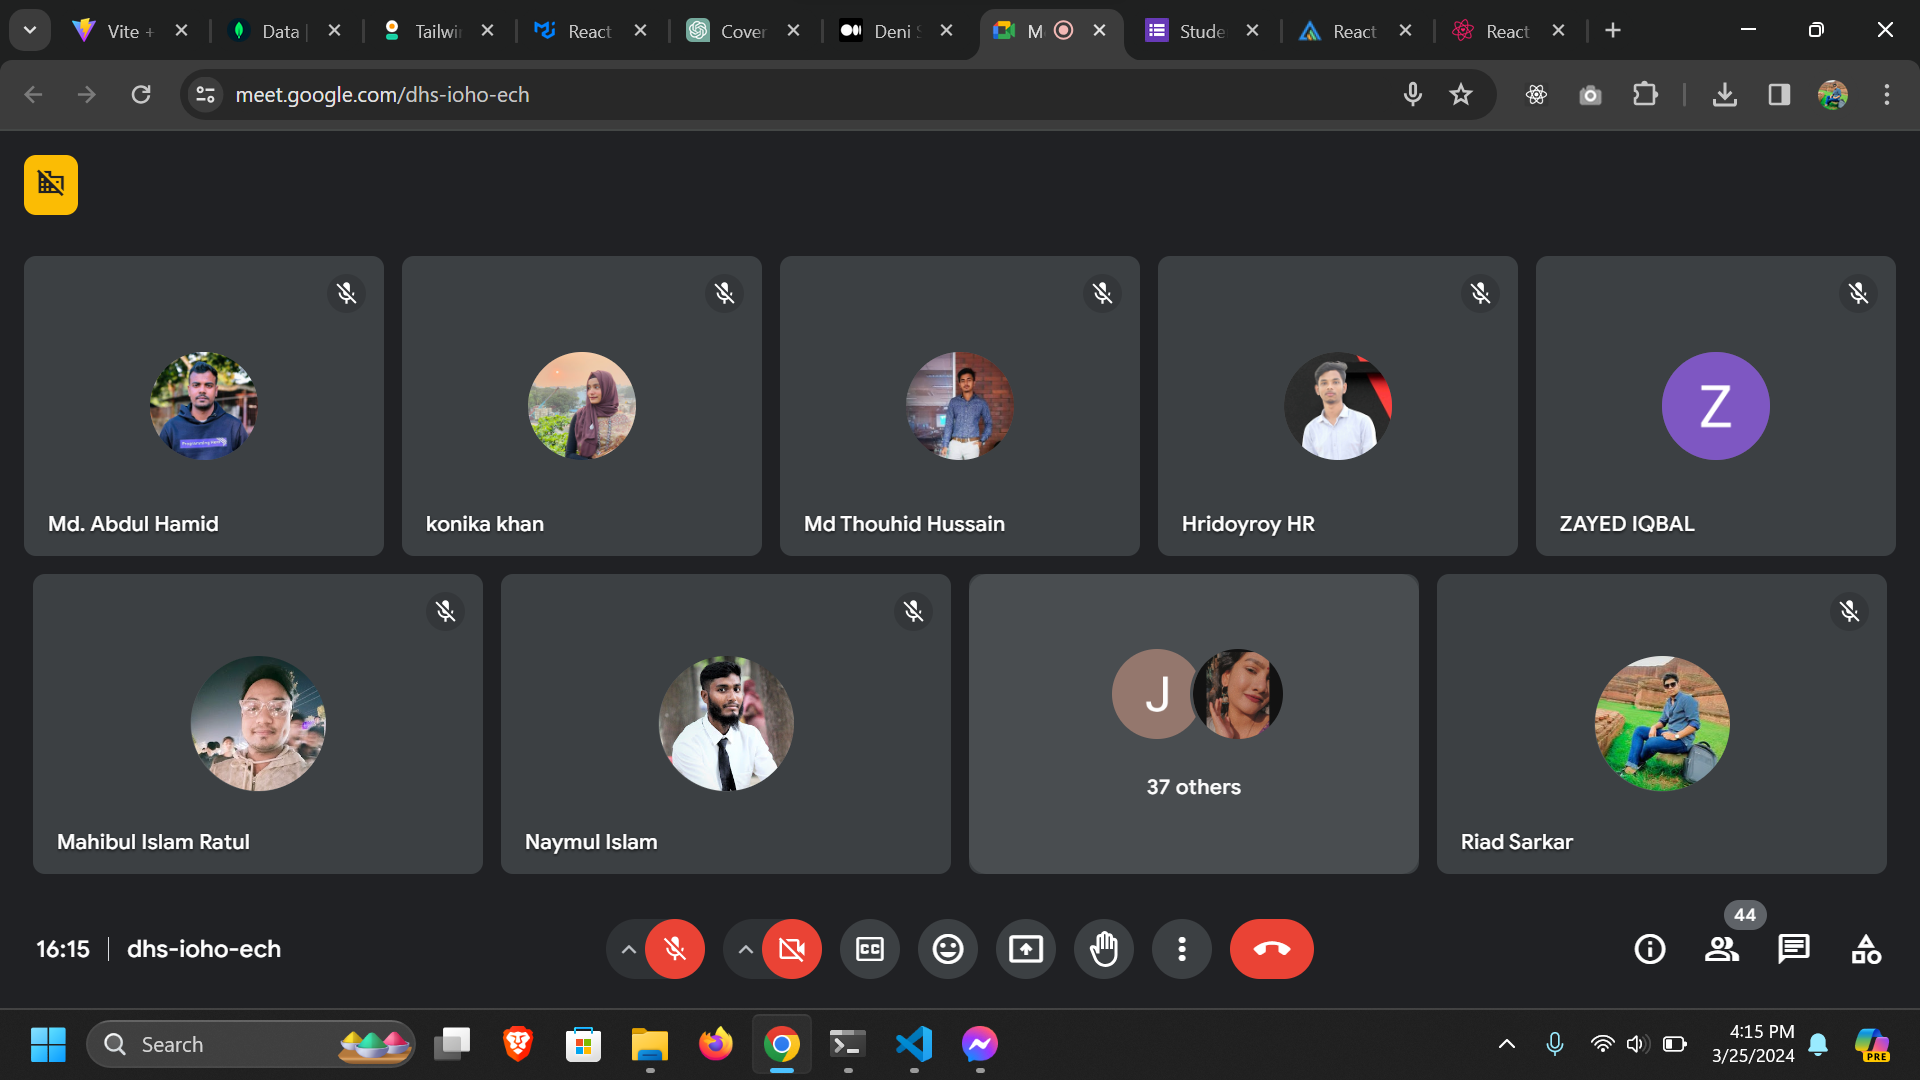 Vite +
Data |
Tailwi
React
Cover
Deni S
M
Stude
React
React
meet.google.com/dhs-ioho-ech
Md. Abdul Hamid
konika khan
Md Thouhid Hussain
Hridoyroy HR
Z
ZAYED IQBAL
Mahibul Islam Ratul
Naymul Islam
J
37 others
Riad Sarkar
44
16:15
dhs-ioho-ech
CC
Search
4:15 PM
3/25/2024
PRE